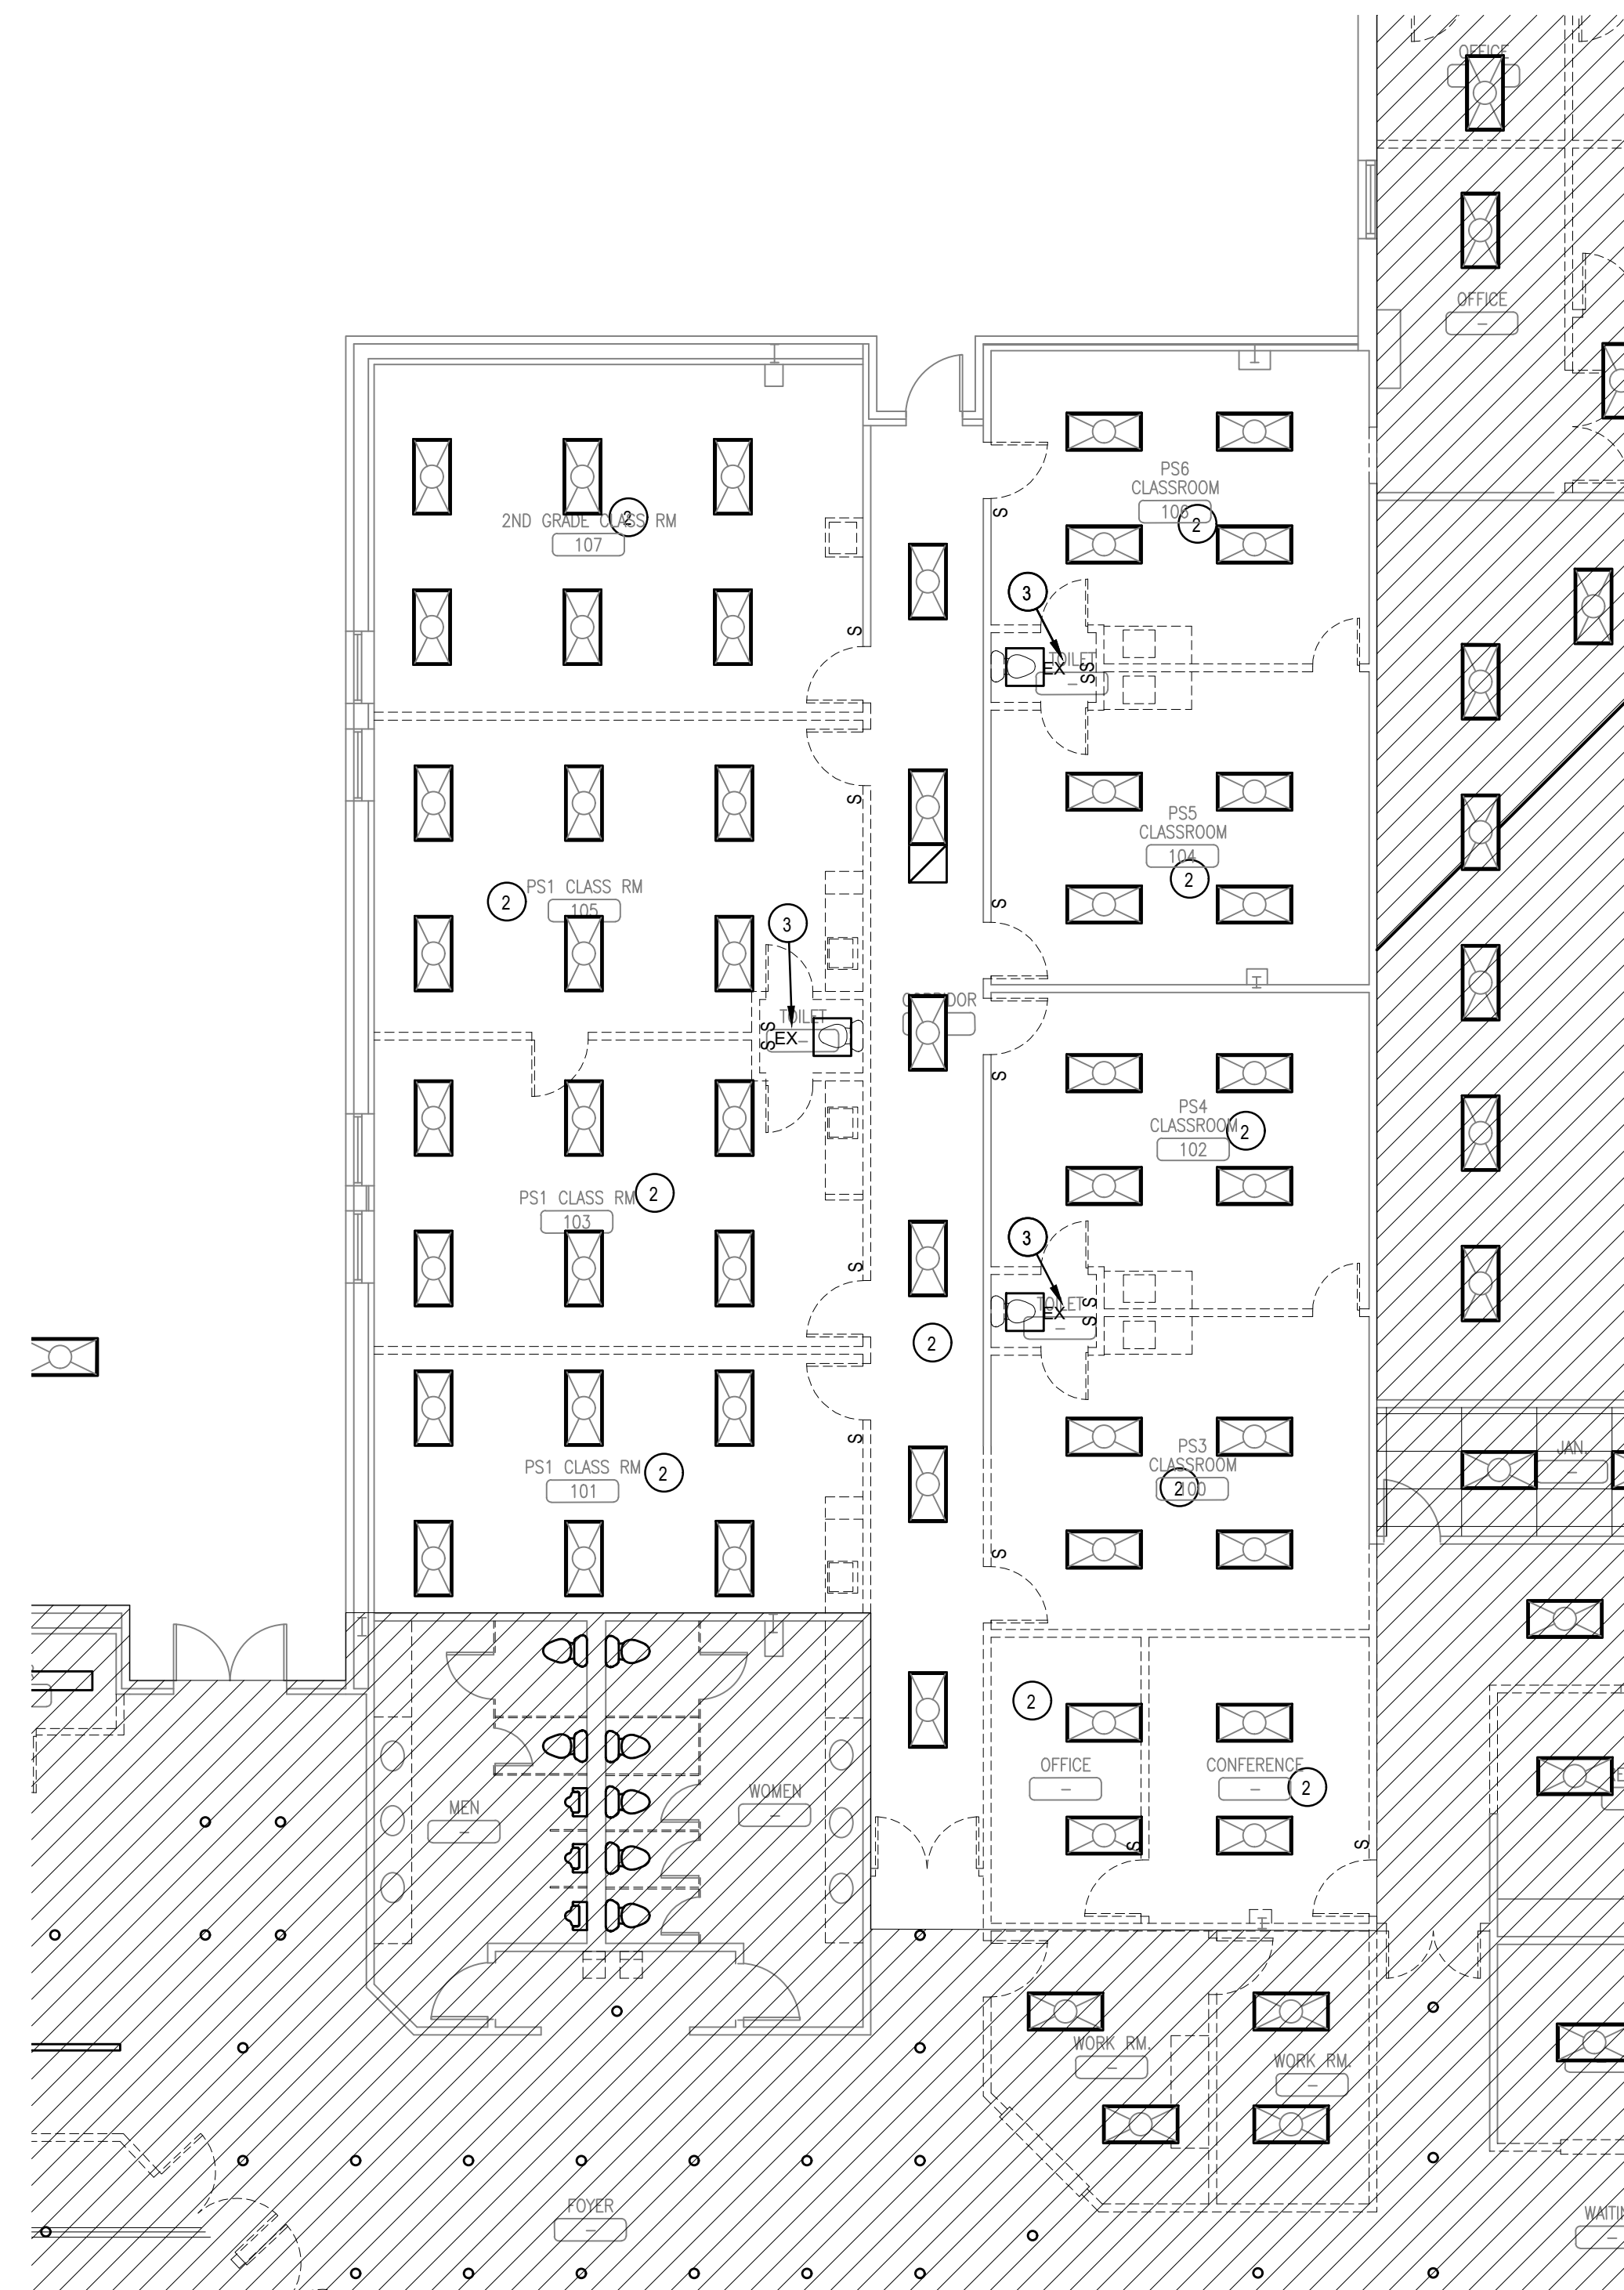 OFFICE
OFFICE
-
PS6
CLASSROOM
106
2
2ND GRADE CLASS RM
2
107
S
S
3
TOILET
EX
-
S
S
S
PS5
CLASSROOM
104
2
S
PS1 CLASS RM
2
105
S
3
TOILET
EX
-
S
S
CORRIDOR
S
PS4
CLASSROOM
102
2
PS1 CLASS RM
2
103
S
3
TOILET
EX
-
S
S
2
PS3
CLASSROOM
100
2
S
S
PS1 CLASS RM
2
101
JAN.
-
2
OFFICE
-
CONFERENCE
-
2
S
S
MEN
-
WOMEN
-
WORK RM.
-
WORK RM.
-
FOYER
-
WAITIN
-